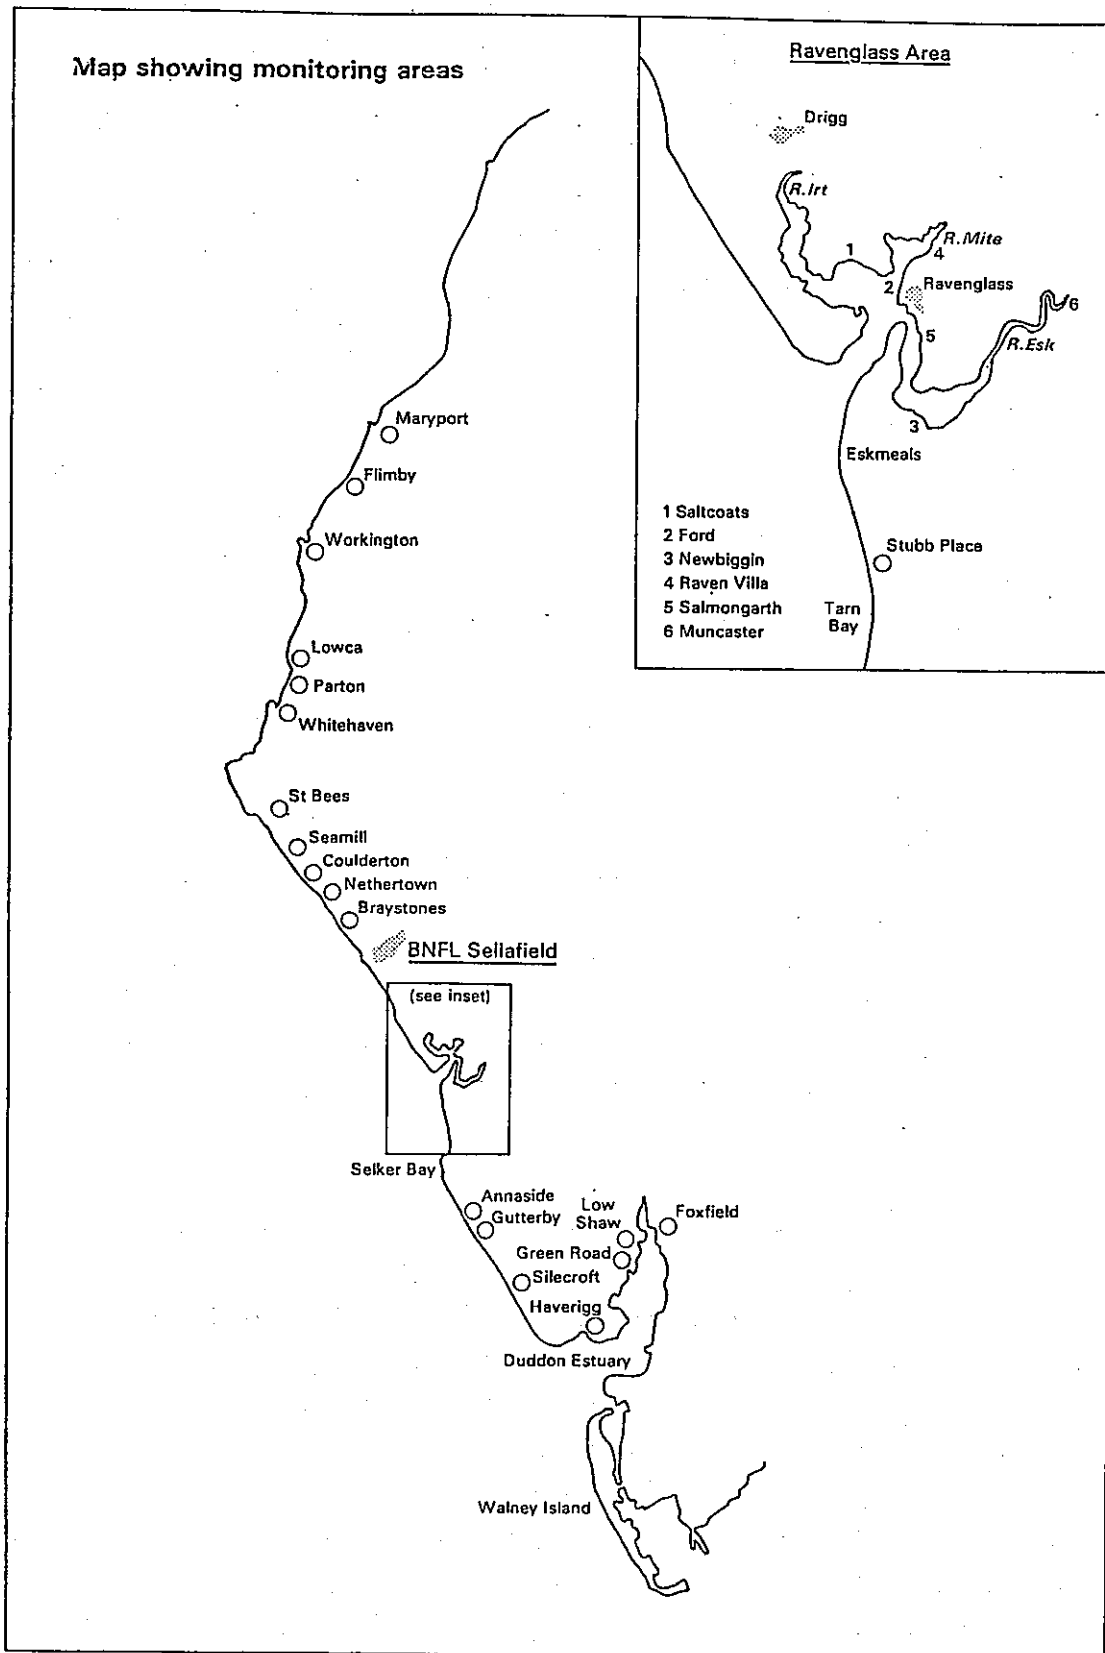 Map showing monitoring areas
Ravenglass Area
Drigg
R.Irt
1
R.Mite
4
2
Ravenglass
6
5
R.Esk
3
Eskmeals
1 Saltcoats
2 Ford
3 Newbiggin
4 Raven Villa
5 Salmongarth
6 Muncaster
Stubb Place
Tarn
Bay
Maryport
Flimby
Workington
Lowca
Parton
Whitehaven
St Bees
Seamill
Coulderton
Nethertown
Braystones
BNFL Sellafield
(see inset)
Selker Bay
Annaside
Gutterby
Low
Shaw
Foxfield
Green Road
Silecroft
Haverigg
Duddon Estuary
Walney Island